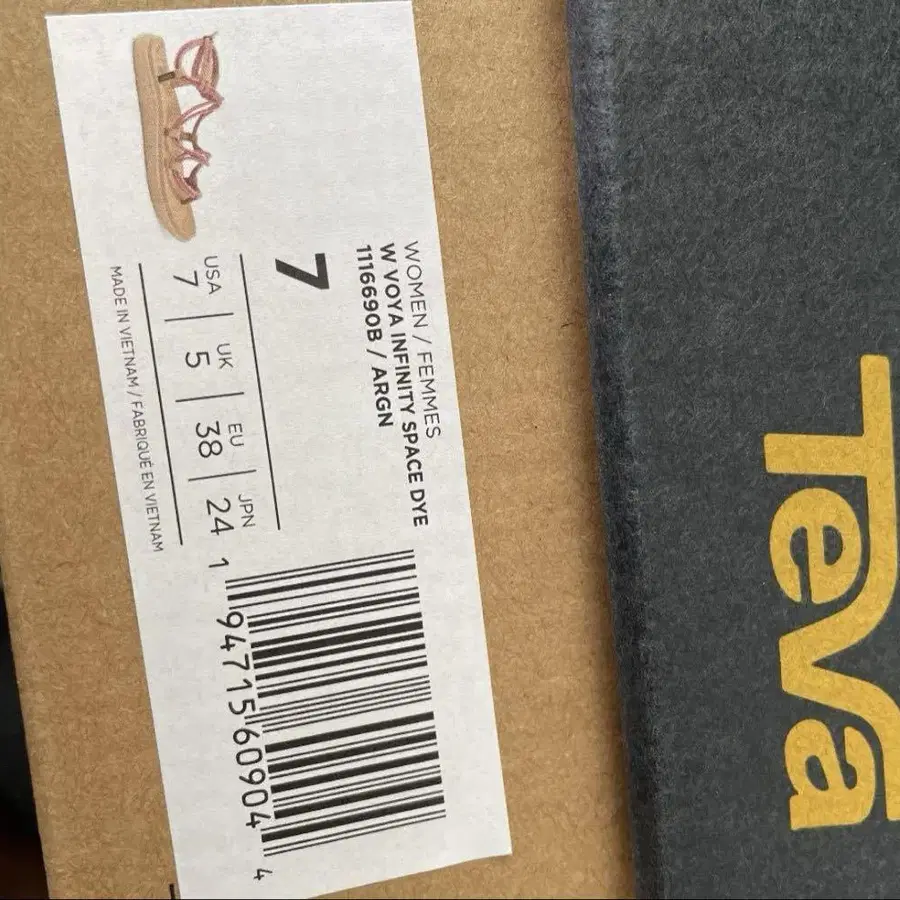 WOMEN / FEMMES
W VOYA INFINITY SPACE DYE
1116690B / ARGN
7
USA UK EU JPN
7 | 5 | 38 | 24
MADE IN VIETNAM / FABRIQUÉ EN VIETNAM
1 94715 60904 4
Teva